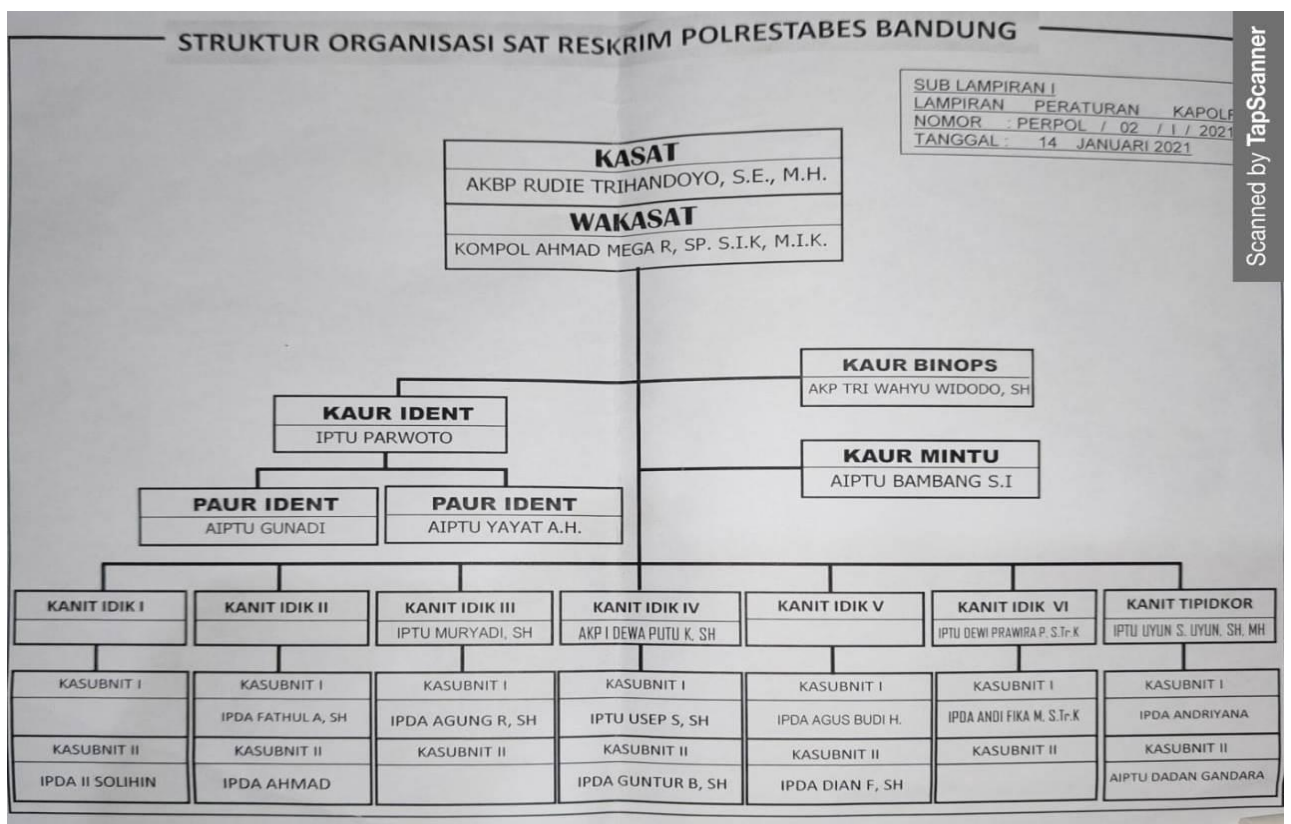 STRUKTUR ORGANISASI SAT RESKRIM POLRESTABES BANDUNG
SUB LAMPIRAN I
LAMPIRAN PERATURAN KAPOLR
NOMOR : PERPOL / 02 / I / 2021
TANGGAL : 14 JANUARI 2021
Scanned by TapScanner
KASAT
AKBP RUDIE TRIHANDOYO, S.E., M.H.
WAKASAT
KOMPOL AHMAD MEGA R, SP. S.I.K, M.I.K.
KAUR BINOPS
AKP TRI WAHYU WIDODO, SH
KAUR IDENT
IPTU PARWOTO
KAUR MINTU
AIPTU BAMBANG S.I
PAUR IDENT
AIPTU GUNADI
PAUR IDENT
AIPTU YAYAT A.H.
KANIT IDIK I
KASUBNIT I
KASUBNIT II
IPDA II SOLIHIN
KANIT IDIK II
KASUBNIT I
IPDA FATHUL A, SH
KASUBNIT II
IPDA AHMAD
KANIT IDIK III
IPTU MURYADI, SH
KASUBNIT I
IPDA AGUNG R, SH
KASUBNIT II
KANIT IDIK IV
AKP I DEWA PUTU K, SH
KASUBNIT I
IPTU USEP S, SH
KASUBNIT II
IPDA GUNTUR B, SH
KANIT IDIK V
KASUBNIT I
IPDA AGUS BUDI H.
KASUBNIT II
IPDA DIAN F, SH
KANIT IDIK VI
IPTU DEWI PRAWIRA P. S.Tr.K
KASUBNIT I
IPDA ANDI FIKA M. S.Tr.K
KASUBNIT II
KANIT TIPIDKOR
IPTU UYUN S. UYUN, SH, MH
KASUBNIT I
IPDA ANDRIYANA
KASUBNIT II
AIPTU DADAN GANDARA